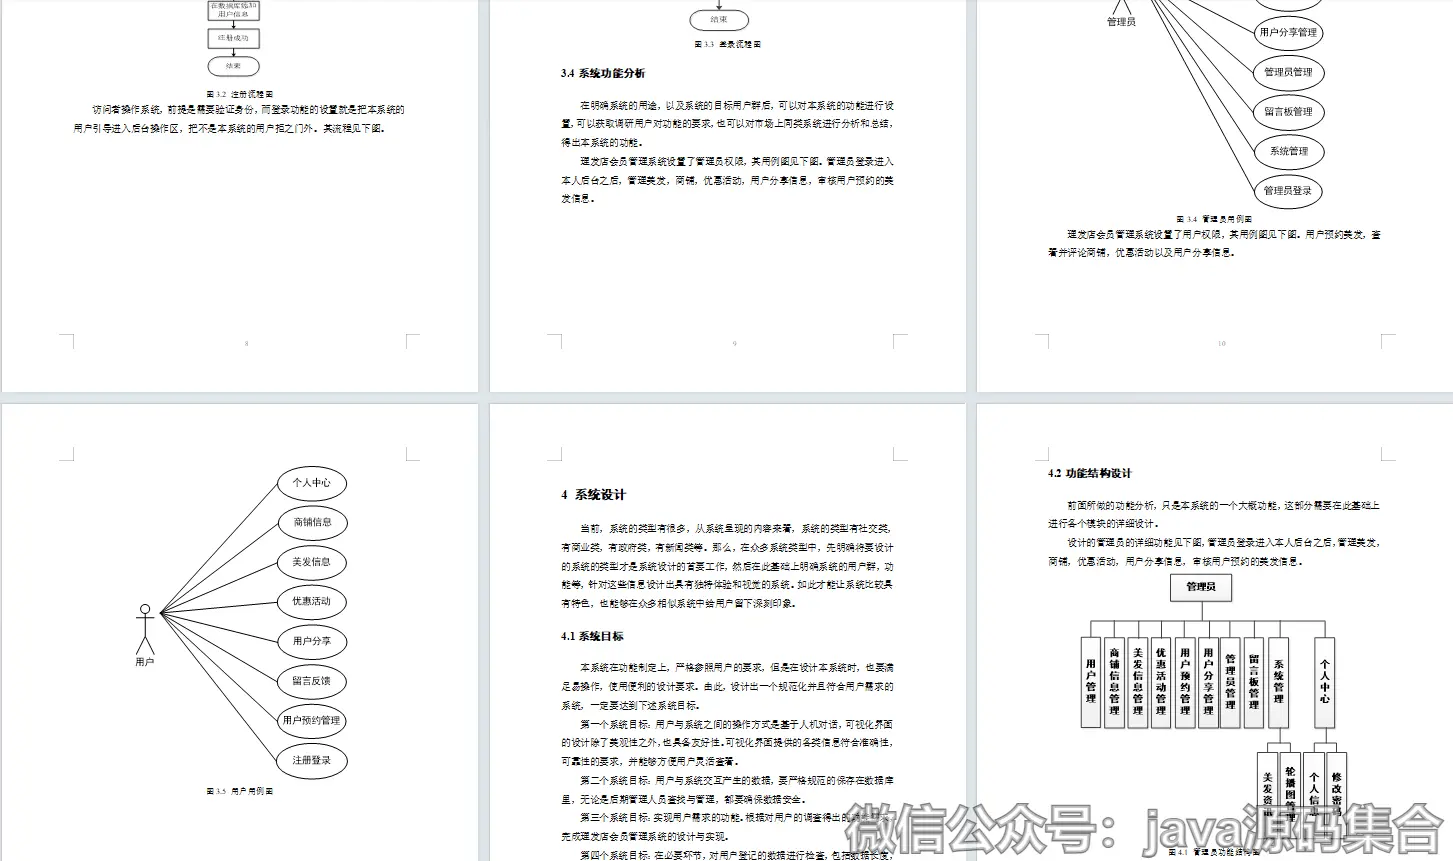 在数据库添加
用户信息
注册成功
结束
图 3.2 注册流程图
访问者操作系统，前提是需要验证身份，而登录功能的设置就是把本系统的
用户引导进入后台操作区，把不是本系统的用户拒之门外。其流程见下图。
8
结束
图 3.3 登录流程图
3.4 系统功能分析
在明确系统的用途，以及系统的目标用户群后，可以对本系统的功能进行设
置，可以获取调研用户对功能的要求，也可以对市场上同类系统进行分析和总结，
得出本系统的功能。
理发店会员管理系统设置了管理员权限，其用例图见下图。管理员登录进入
本人后台之后，管理美发，商铺，优惠活动，用户分享信息，审核用户预约的美
发信息。
9
管理员
用户分享管理
管理员管理
留言板管理
系统管理
管理员登录
图 3.4 管理员用例图
理发店会员管理系统设置了用户权限，其用例图见下图。用户预约美发，查
看并评论商铺，优惠活动以及用户分享信息。
10
个人中心
商铺信息
美发信息
优惠活动
用户分享
留言反馈
用户预约管理
注册登录
用户
图 3.5 用户用例图
4 系统设计
当前，系统的类型有很多，从系统呈现的内容来看，系统的类型有社交类，
有商业类，有政府类，有新闻类等。那么，在众多系统类型中，先明确将要设计
的系统的类型才是系统设计的首要工作，然后在此基础上明确系统的用户群，功
能等，针对这些信息设计出具有独特体验和视觉的系统。如此才能让系统比较具
有特色，也能够在众多相似系统中给用户留下深刻印象。
4.1 系统目标
本系统在功能制定上，严格参照用户的要求，但是在设计本系统时，也要满
足易操作，使用便利的设计要求。由此，设计出一个规范化并且符合用户需求的
系统，一定要达到下述系统目标。
第一个系统目标：用户与系统之间的操作方式是基于人机对话，可视化界面
的设计除了美观性之外，也具备友好性。可视化界面提供的各类信息符合准确性，
可靠性的要求，并能够方便用户灵活查看。
第二个系统目标：用户与系统交互产生的数据，要严格规范的保存在数据库
里，无论是后期管理人员查找与管理，都要确保数据安全。
第三个系统目标：实现用户需求的功能。根据对用户的调查得出的功能要求，
完成理发店会员管理系统的设计与实现。
第四个系统目标：在必要环节，对用户登记的数据进行检查，包括数据长度，
4.2 功能结构设计
前面所做的功能分析，只是本系统的一个大概功能，这部分需要在此基础上
进行各个模块的详细设计。
设计的管理员的详细功能见下图，管理员登录进入本人后台之后，管理美发，
商铺，优惠活动，用户分享信息，审核用户预约的美发信息。
管理员
用户管理
商铺信息管理
美发信息管理
优惠活动管理
用户预约管理
用户分享管理
管理员管理
留言板管理
系统管理
个人中心
美发资讯
轮播图管理
个人信息
修改密码
图 4.1 管理员功能结构图
微信公众号：java源码集合